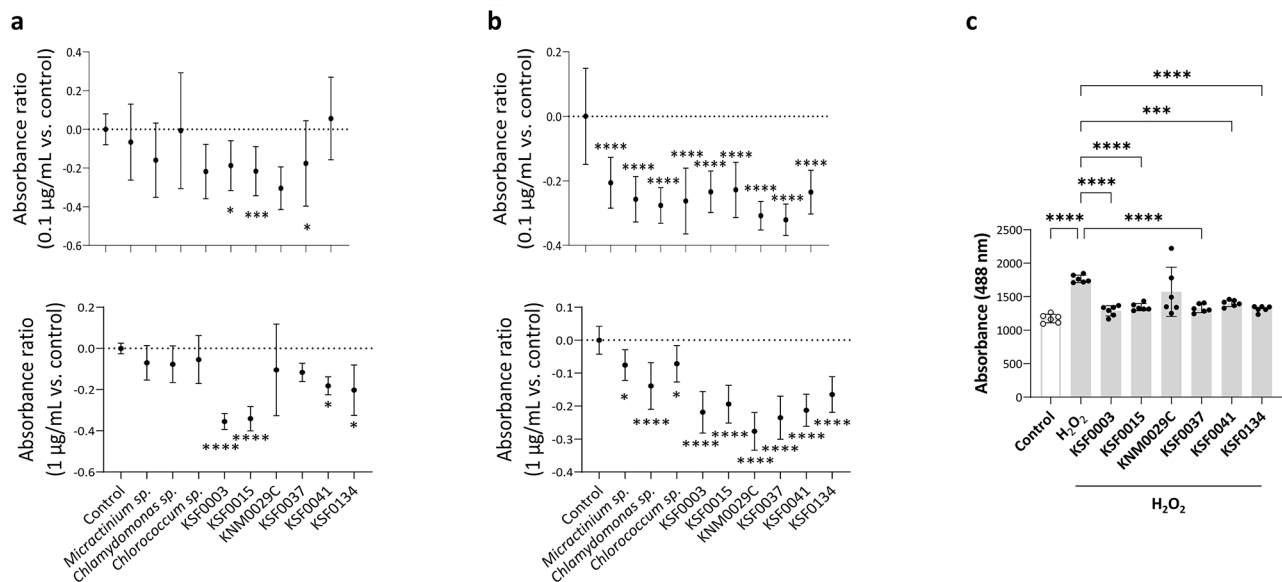 a
Absorbance ratio
(0.1 µg/mL vs. control)
0.4
0.2
0.0
-0.2
-0.4
-0.6
*
***
*
Absorbance ratio
(1 µg/mL vs. control)
0.2
0.0
-0.2
-0.4
-0.6
****
****
*
*
Control
Micractinium sp.
Chlamydomonas sp.
Chlorococcum sp.
KSF0003
KSF0015
KNM0029C
KSF0037
KSF0041
KSF0134
b
Absorbance ratio
(0.1 µg/mL vs. control)
0.2
0.0
-0.2
-0.4
****
****
****
****
****
****
****
****
****
Absorbance ratio
(1 µg/mL vs. control)
0.1
0.0
-0.1
-0.2
-0.3
-0.4
*
****
*
****
****
****
****
****
****
Control
Micractinium sp.
Chlamydomonas sp.
Chlorococcum sp.
KSF0003
KSF0015
KNM0029C
KSF0037
KSF0041
KSF0134
c
****
***
****
****
**** ****
Absorbance (488 nm)
2500
2000
1500
1000
500
0
Control
H₂O₂
KSF0003
KSF0015
KNM0029C
KSF0037
KSF0041
KSF0134
H₂O₂